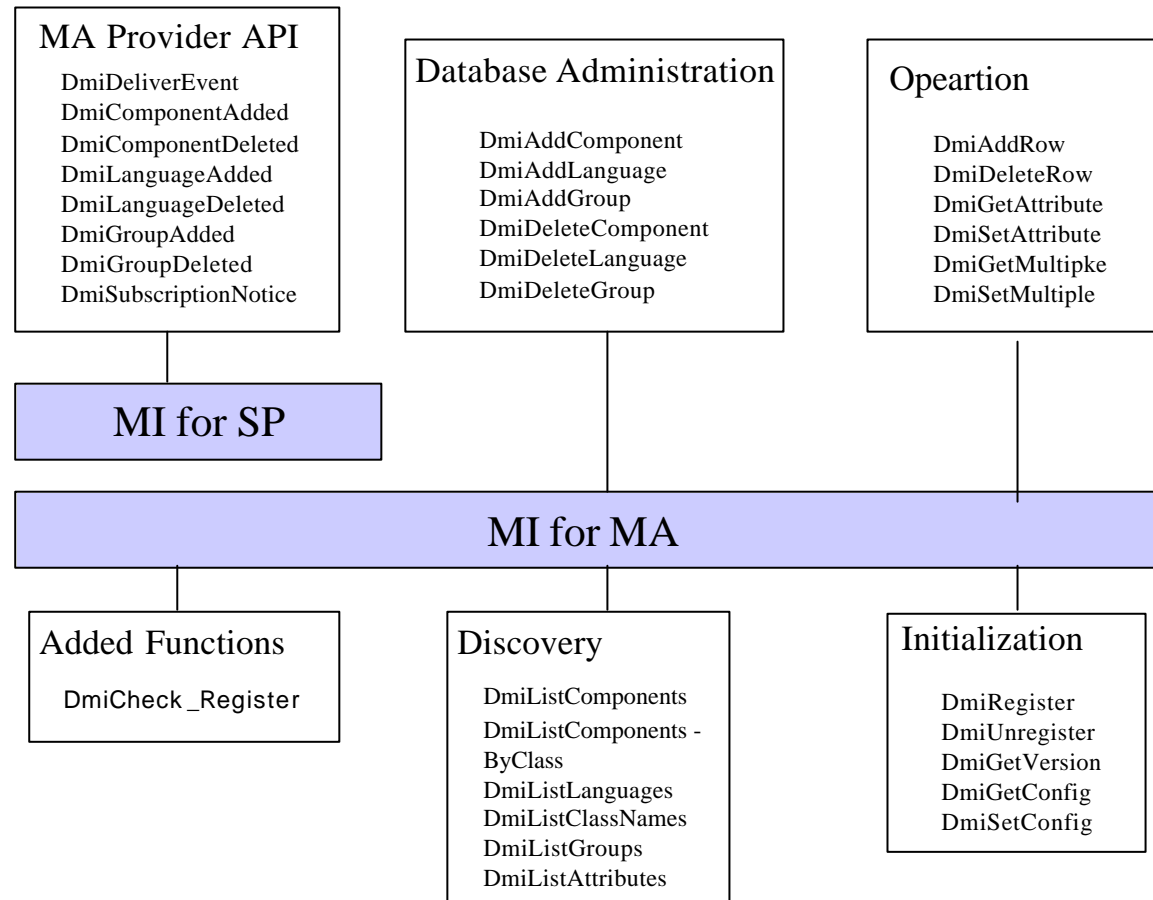 MA Provider API
DmiDeliverEvent
DmiComponentAdded
DmiComponentDeleted
DmiLanguageAdded
DmiLanguageDeleted
DmiGroupAdded
DmiGroupDeleted
DmiSubscriptionNotice
Database Administration
DmiAddComponent
DmiAddLanguage
DmiAddGroup
DmiDeleteComponent
DmiDeleteLanguage
DmiDeleteGroup
Opeartion
DmiAddRow
DmiDeleteRow
DmiGetAttribute
DmiSetAttribute
DmiGetMultipke
DmiSetMultiple
MI for SP
MI for MA
Added Functions
DmiCheck_Register
Discovery
DmiListComponents
DmiListComponents -
ByClass
DmiListLanguages
DmiListClassNames
DmiListGroups
DmiListAttributes
Initialization
DmiRegister
DmiUnregister
DmiGetVersion
DmiGetConfig
DmiSetConfig